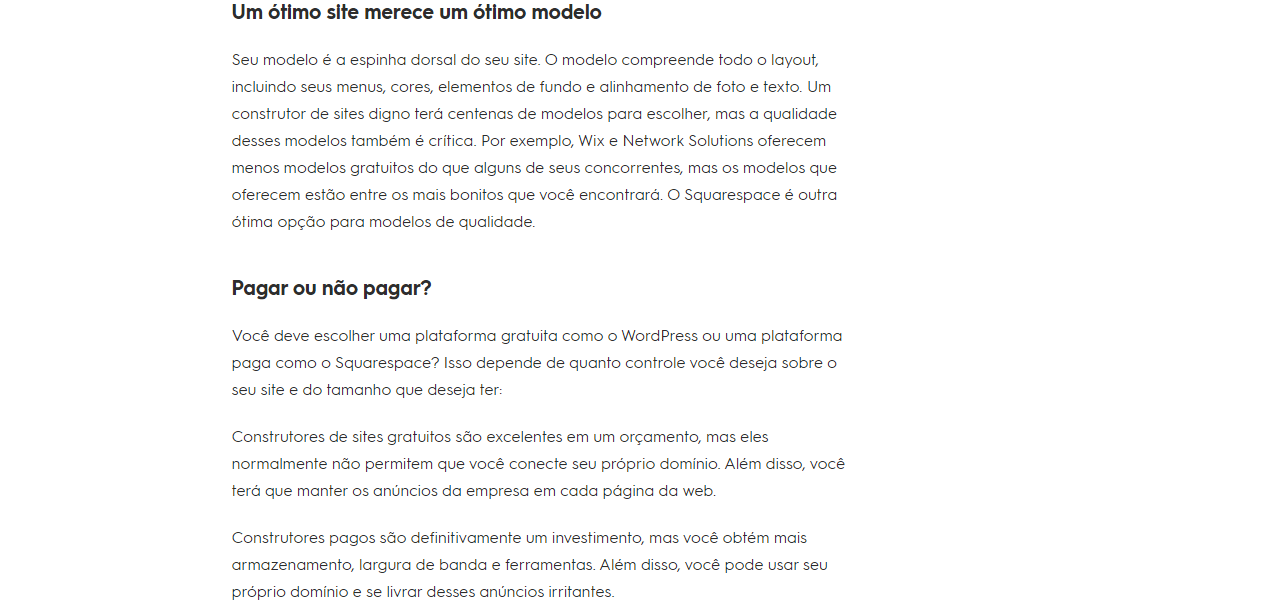 Um ótimo site merece um ótimo modelo
Seu modelo é a espinha dorsal do seu site. O modelo compreende todo o layout,
incluindo seus menus, cores, elementos de fundo e alinhamento de foto e texto. Um
construtor de sites digno terá centenas de modelos para escolher, mas a qualidade
desses modelos também é crítica. Por exemplo, Wix e Network Solutions oferecem
menos modelos gratuitos do que alguns de seus concorrentes, mas os modelos que
oferecem estão entre os mais bonitos que você encontrará. O Squarespace é outra
ótima opção para modelos de qualidade.
Pagar ou não pagar?
Você deve escolher uma plataforma gratuita como o WordPress ou uma plataforma
paga como o Squarespace? Isso depende de quanto controle você deseja sobre o
seu site e do tamanho que deseja ter:
Construtores de sites gratuitos são excelentes em um orçamento, mas eles
normalmente não permitem que você conecte seu próprio domínio. Além disso, você
terá que manter os anúncios da empresa em cada página da web.
Construtores pagos são definitivamente um investimento, mas você obtém mais
armazenamento, largura de banda e ferramentas. Além disso, você pode usar seu
próprio domínio e se livrar desses anúncios irritantes.